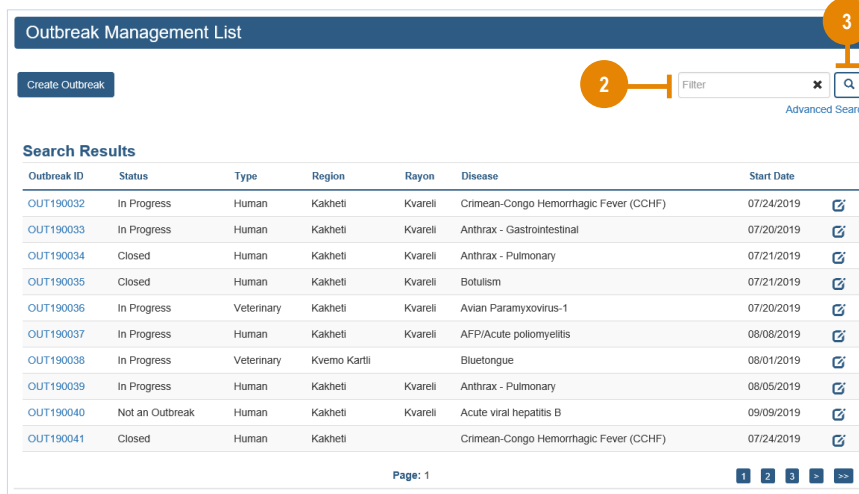 Outbreak Management List
3
Create Outbreak
2
Filter
Advanced Sear
Search Results
Outbreak ID Status Type Region Rayon Disease Start Date
OUT190032 In Progress Human Kakheti Kvareli Crimean-Congo Hemorrhagic Fever (CCHF) 07/24/2019
OUT190033 In Progress Human Kakheti Kvareli Anthrax - Gastrointestinal 07/20/2019
OUT190034 Closed Human Kakheti Kvareli Anthrax - Pulmonary 07/21/2019
OUT190035 Closed Human Kakheti Kvareli Botulism 07/21/2019
OUT190036 In Progress Veterinary Kakheti Kvareli Avian Paramyxovirus-1 07/20/2019
OUT190037 In Progress Human Kakheti Kvareli AFP/Acute poliomyelitis 08/08/2019
OUT190038 In Progress Veterinary Kvemo Kartli Bluetongue 08/01/2019
OUT190039 In Progress Human Kakheti Kvareli Anthrax - Pulmonary 08/05/2019
OUT190040 Not an Outbreak Human Kakheti Kvareli Acute viral hepatitis B 09/09/2019
OUT190041 Closed Human Kakheti Crimean-Congo Hemorrhagic Fever (CCHF) 07/24/2019
Page: 1 1 2 3 > >>